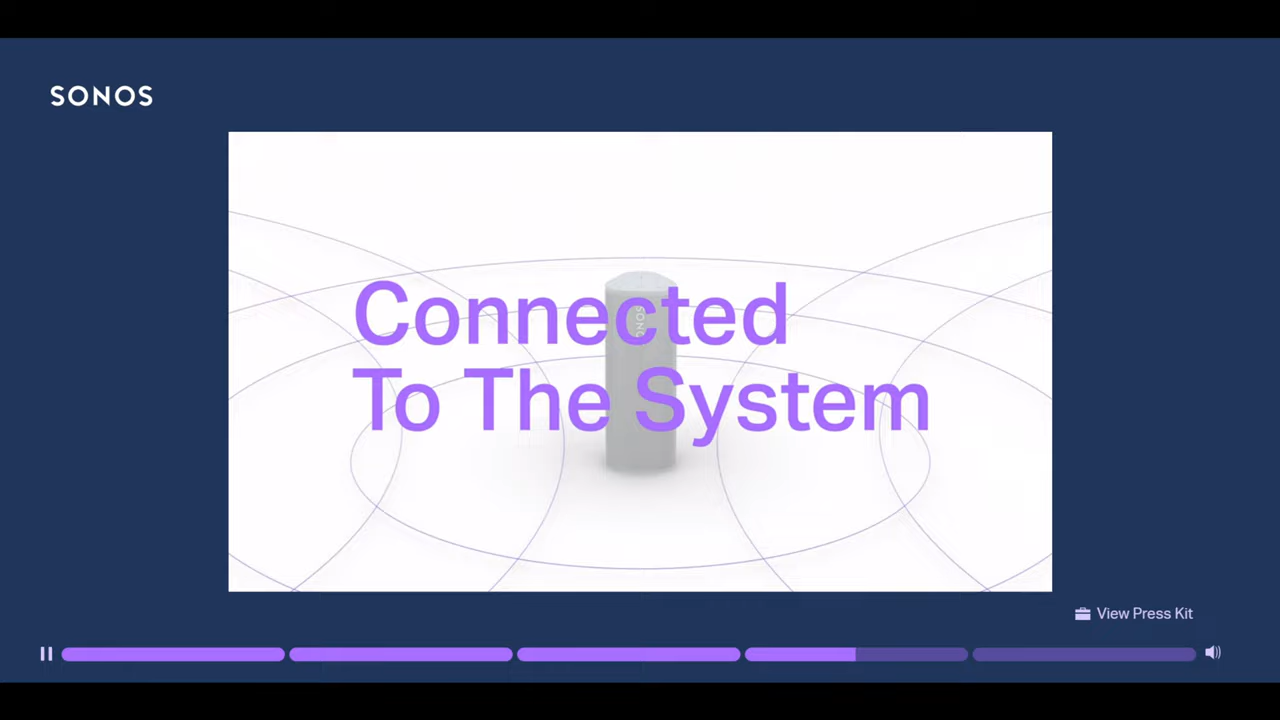 SONOS
SONOS
Connected
To The System
View Press Kit